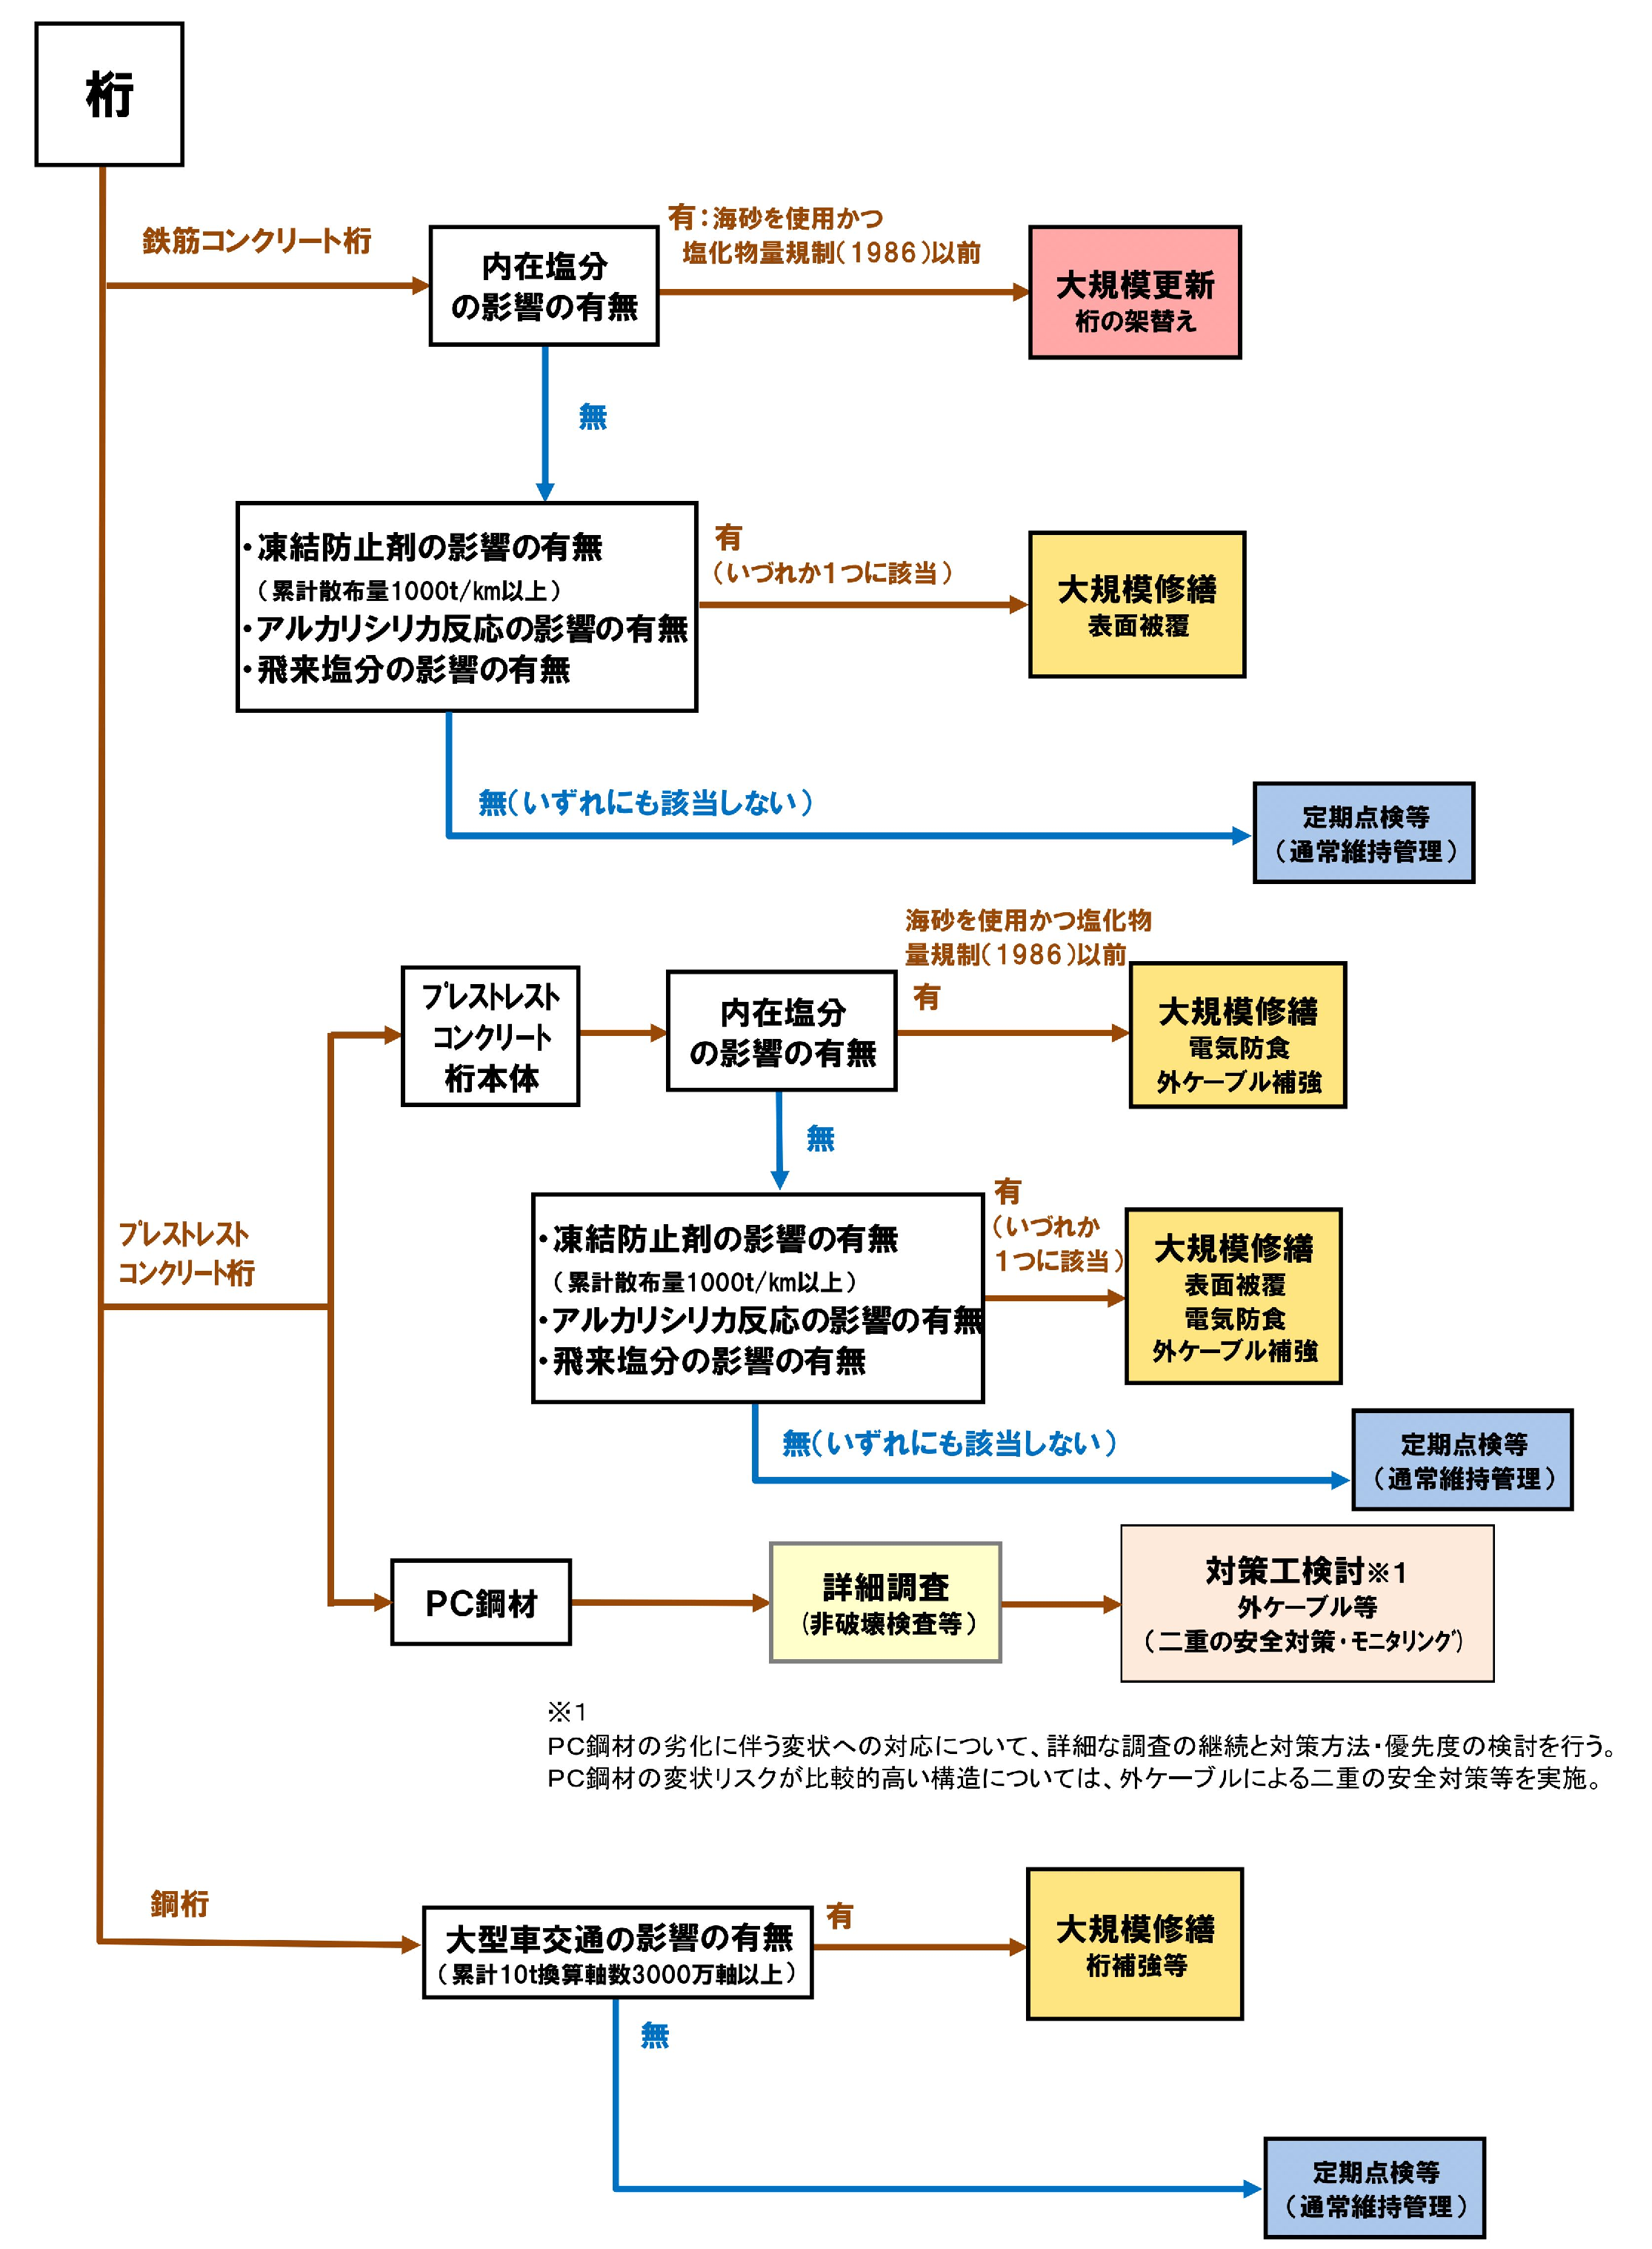 桁
鉄筋コンクリート桁
内在塩分
の影響の有無
有：海砂を使用かつ
塩化物量規制（1986）以前
大規模更新
桁の架替え
無
・凍結防止剤の影響の有無
（累計散布量1000t/km以上）
・アルカリシリカ反応の影響の有無
・飛来塩分の影響の有無
有
（いづれか1つに該当）
大規模修繕
表面被覆
無（いずれにも該当しない）
定期点検等
（通常維持管理）
プレストレスト
コンクリート桁
プレストレスト
コンクリート
桁本体
内在塩分
の影響の有無
海砂を使用かつ塩化物
量規制（1986）以前
有
大規模修繕
電気防食
外ケーブル補強
無
・凍結防止剤の影響の有無
（累計散布量1000t/km以上）
・アルカリシリカ反応の影響の有無
・飛来塩分の影響の有無
有
（いづれか
1つに該当）
大規模修繕
表面被覆
電気防食
外ケーブル補強
無（いずれにも該当しない）
定期点検等
（通常維持管理）
PC鋼材
詳細調査
（非破壊検査等）
対策工検討※1
外ケーブル等
（二重の安全対策・モニタリング）
※1
PC鋼材の劣化に伴う変状への対応について、詳細な調査の継続と対策方法・優先度の検討を行う。
PC鋼材の変状リスクが比較的高い構造については、外ケーブルによる二重の安全対策等を実施。
鋼桁
大型車交通の影響の有無
（累計10t換算軸数3000万軸以上）
有
大規模修繕
桁補強等
無
定期点検等
（通常維持管理）